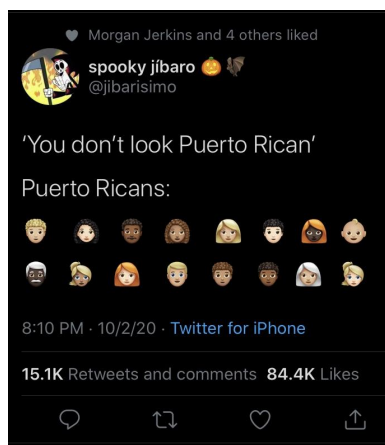 Morgan Jerkins and 4 others liked
spooky jíbaro 🎃 🦇
@jibarisimo
‘You don’t look Puerto Rican’
Puerto Ricans:
8:10 PM · 10/2/20 · Twitter for iPhone
15.1K Retweets and comments 84.4K Likes